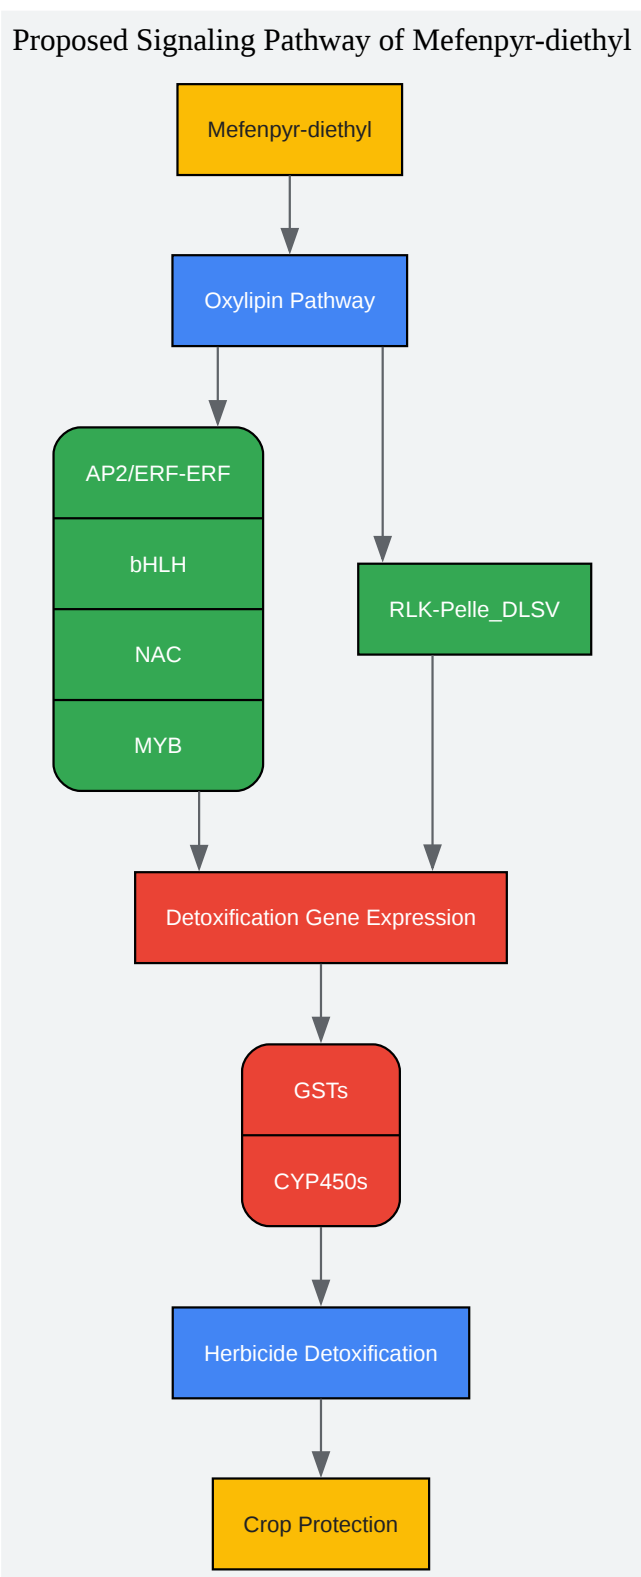 Proposed Signaling Pathway of Mefenpyr-diethyl
Mefenpyr-diethyl
Oxylipin Pathway
AP2/ERF-ERF
bHLH
NAC
MYB
RLK-Pelle_DLSV
Detoxification Gene Expression
GSTs
CYP450s
Herbicide Detoxification
Crop Protection